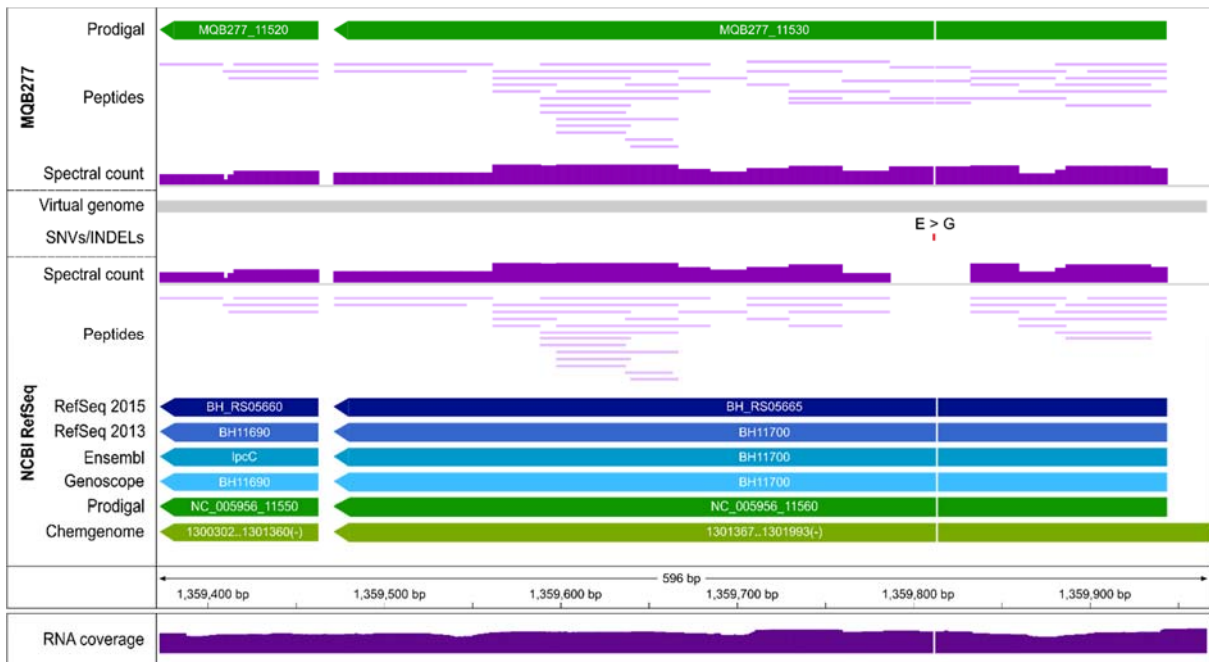 MQB277
Prodigal
MQB277_11520
MQB277_11530
Peptides
Spectral count
Virtual genome
E > G
SNVs/INDELs
NCBI RefSeq
Spectral count
Peptides
RefSeq 2015
BH_RS05660
BH_RS05665
RefSeq 2013
BH11690
BH11700
Ensembl
lpcC
BH11700
Genoscope
BH11690
BH11700
Prodigal
NC_005956_11550
NC_005956_11560
Chemgenome
1300302..1301360(-)
1301367..1301993(-)
596 bp
1,359,400 bp
1,359,500 bp
1,359,600 bp
1,359,700 bp
1,359,800 bp
1,359,900 bp
RNA coverage